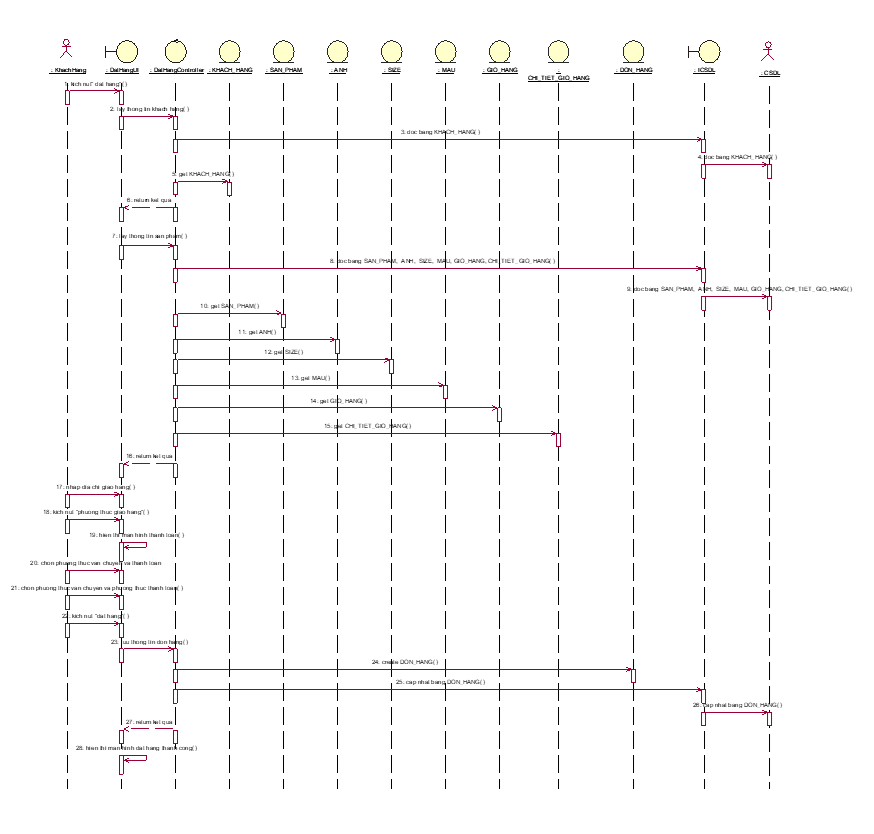 : KhachHang
: DatHangUI
: DatHangController
: KHACH_HANG
: SAN_PHAM
: ANH
: SIZE
: MAU
: GIO_HANG
:
CHI_TIET_GIO_HANG
: DON_HANG
: ICSDL
: CSDL
1: kich nut" dat hang"( )
2: lay thong tin khach hang( )
3: doc bang KHACH_HANG( )
4: doc bang KHACH_HANG( )
5: get KHACH_HANG( )
6: return ket qua
7: lay thong tin san pham( )
8: doc bang SAN_PHAM, ANH, SIZE, MAU, GIO_HANG, CHI_TIET_GIO_HANG( )
9: doc bang SAN_PHAM, ANH, SIZE, MAU, GIO_HANG, CHI_TIET_GIO_HANG( )
10: get SAN_PHAM( )
11: get ANH( )
12: get SIZE( )
13: get MAU( )
14: get GIO_HANG( )
15: get CHI_TIET_GIO_HANG( )
16: return ket qua
17: nhap dia chi giao hang( )
18: kich nut "phuong thuc giao hang"( )
19: hien thi man hinh thanh toan( )
20: chon phuong thuc van chuyen va thanh toan
21: chon phuong thuc van chuyen va phuong thuc thanh toan( )
22: kich nut "dat hang"( )
23: luu thong tin don hang( )
24: create DON_HANG( )
25: cap nhat bang DON_HANG( )
26: cap nhat bang DON_HANG( )
27: return ket qua
28: hien thi man hinh dat hang thanh cong( )